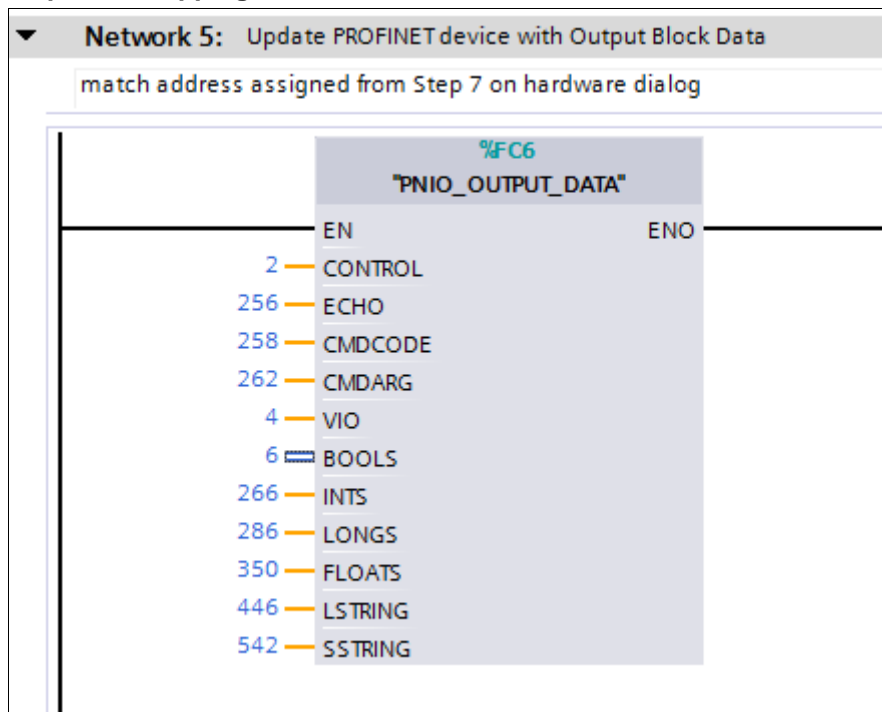 Network 5: Update PROFINET device with Output Block Data
match address assigned from Step 7 on hardware dialog
%FC6
"PNIO_OUTPUT_DATA"
EN ENO
2 CONTROL
256 ECHO
258 CMDCODE
262 CMDARG
4 VIO
6 BOOLS
266 INTS
286 LONGS
350 FLOATS
446 LSTRING
542 SSTRING